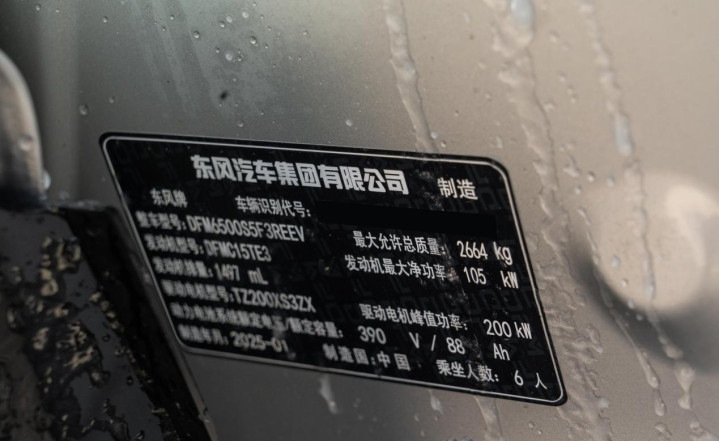 东风汽车集团有限公司 制造
东风牌 车辆识别代号:
整车型号: DFM6500S5F3REEV 最大允许总质量: 2664 kg
发动机型号: DFMC15TE3 发动机最大净功率: 105 kW
发动机排量: 1497 mL
驱动电机型号: TZ200XS3ZX 驱动电机峰值功率: 200 kW
动力电池系统额定电压/额定容量: 390 V / 88 Ah
制造年月: 2025-01 制造国: 中国 乘坐人数: 6 人